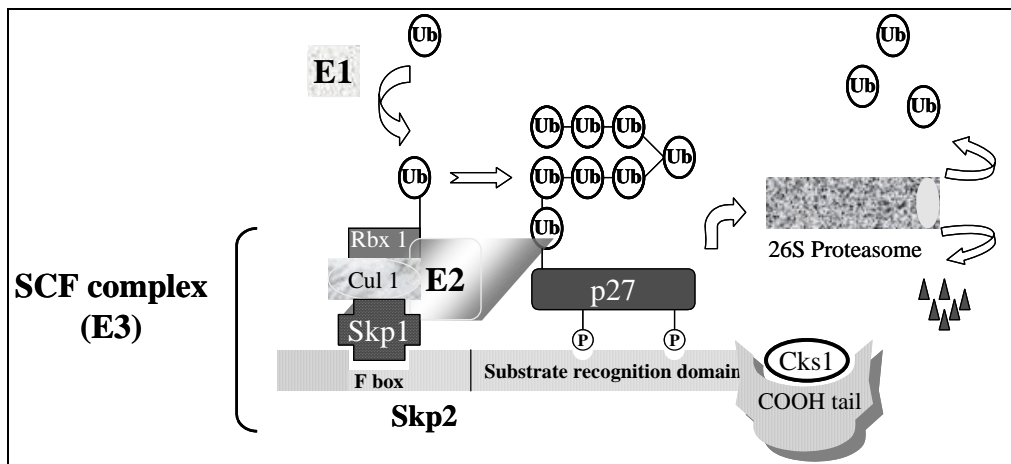 Ub
Ub
Ub
Ub
E1
Ub Ub Ub
Ub
Ub
Ub Ub Ub
Ub
Rbx 1
26S Proteasome
Cul 1
E2
SCF complex
(E3)
p27
Skp1
P P
Cks1
F box
Substrate recognition domain
COOH tail
Skp2